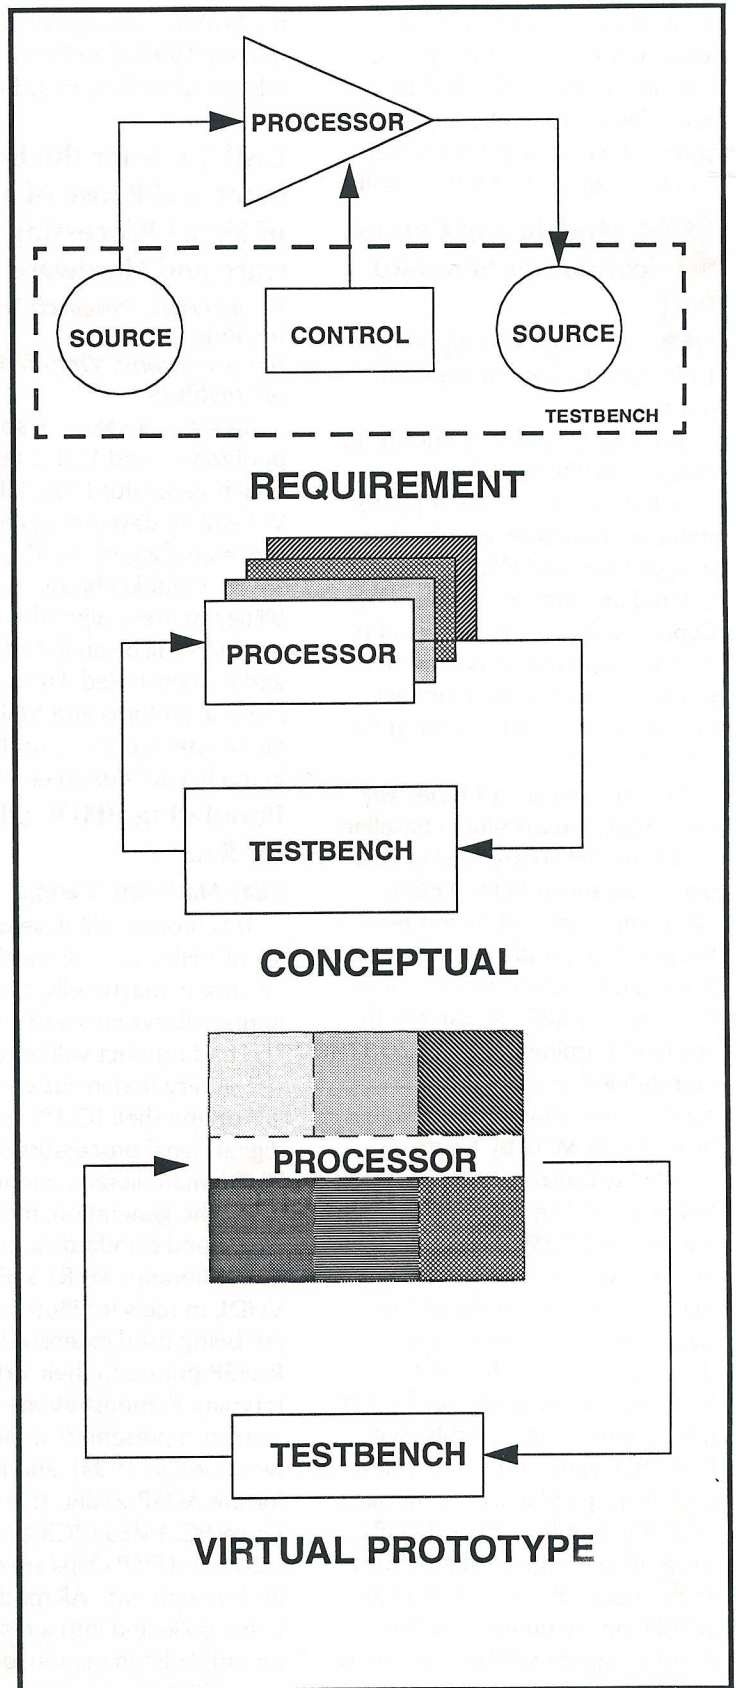 PROCESSOR
SOURCE
CONTROL
SOURCE
TESTBENCH
REQUIREMENT
PROCESSOR
TESTBENCH
CONCEPTUAL
PROCESSOR
TESTBENCH
VIRTUAL PROTOTYPE